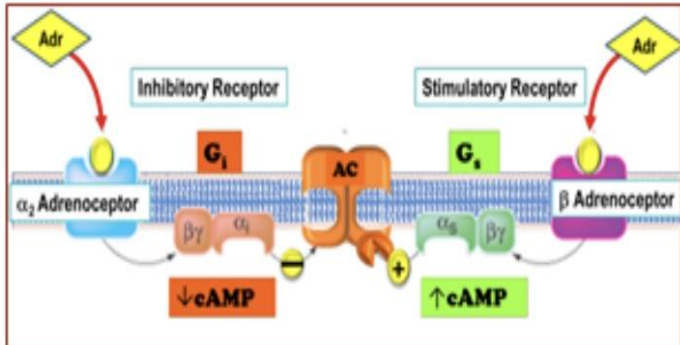 Adr
Adr
Inhibitory Receptor
Stimulatory Receptor
Gᵢ
AC
Gₛ
α₂ Adrenoceptor
β Adrenoceptor
βγ
αᵢ
αₛ
βγ
−
+
↓cAMP
↑cAMP